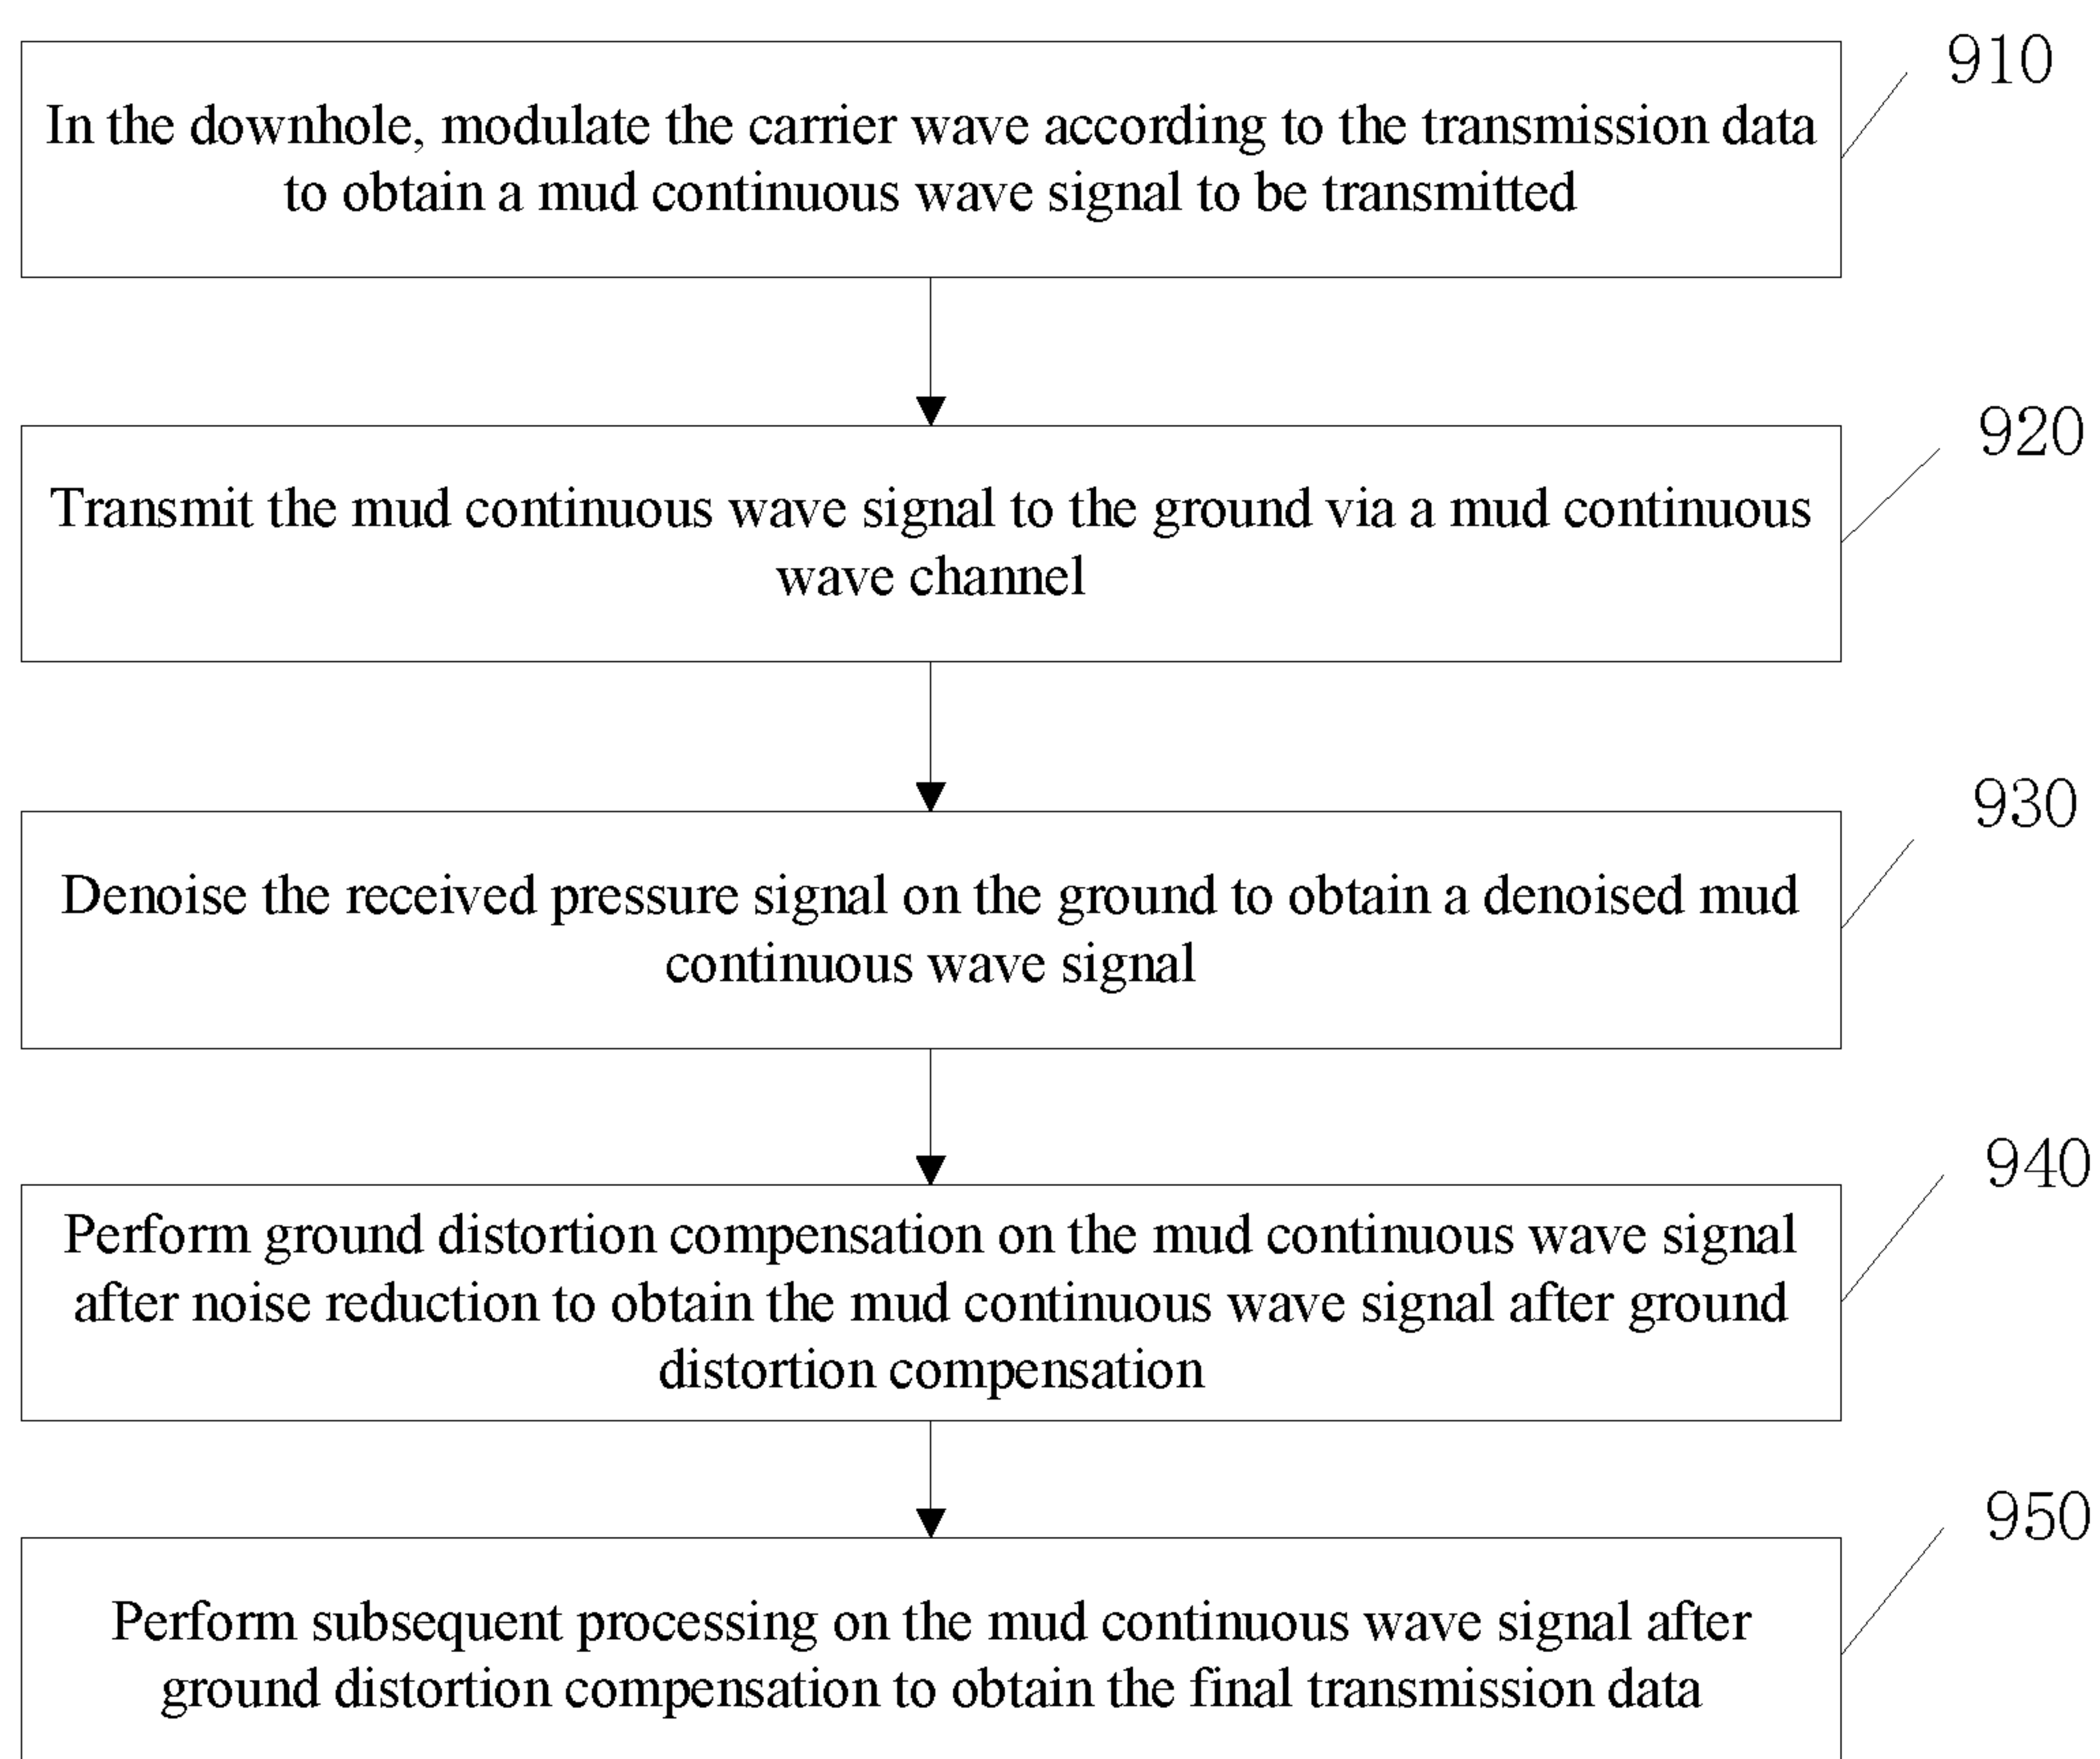 910
In the downhole, modulate the carrier wave according to the transmission data
to obtain a mud continuous wave signal to be transmitted
920
Transmit the mud continuous wave signal to the ground via a mud continuous
wave channel
930
Denoise the received pressure signal on the ground to obtain a denoised mud
continuous wave signal
940
Perform ground distortion compensation on the mud continuous wave signal
after noise reduction to obtain the mud continuous wave signal after ground
distortion compensation
950
Perform subsequent processing on the mud continuous wave signal after
ground distortion compensation to obtain the final transmission data